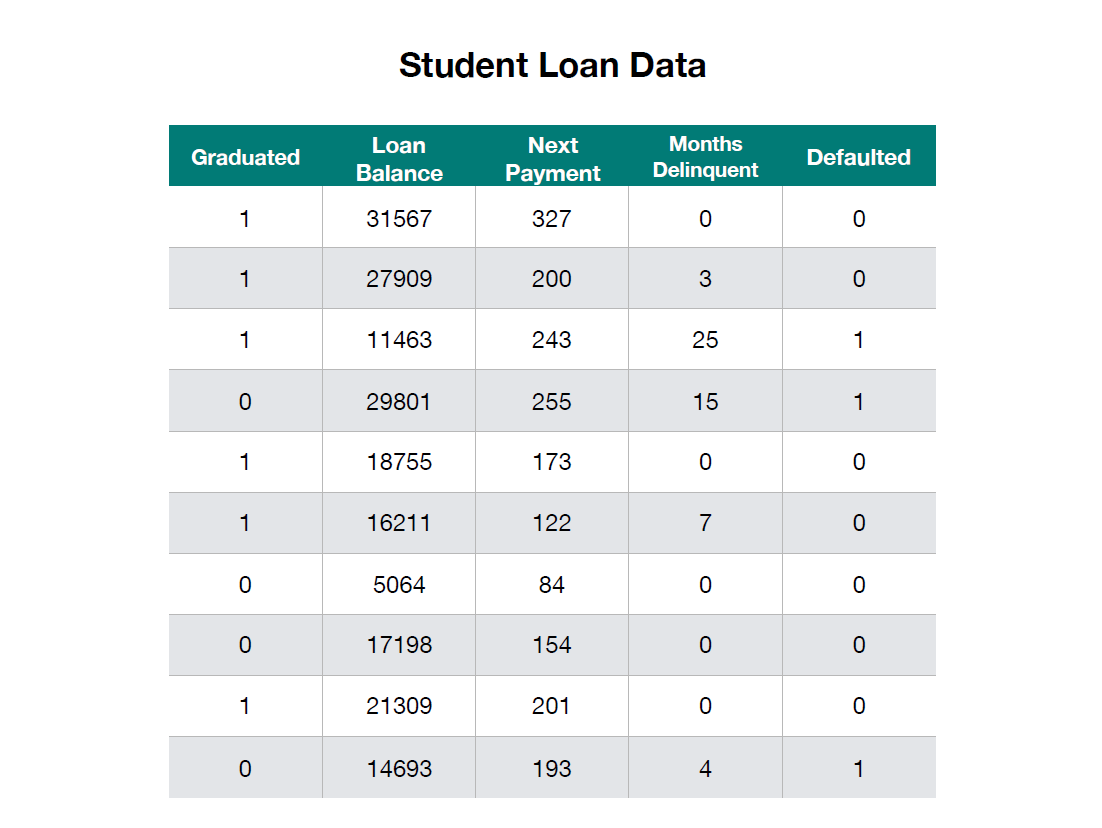 Student Loan Data
Graduated Loan Balance Next Payment Months Delinquent Defaulted
1 31567 327 0 0
1 27909 200 3 0
1 11463 243 25 1
0 29801 255 15 1
1 18755 173 0 0
1 16211 122 7 0
0 5064 84 0 0
0 17198 154 0 0
1 21309 201 0 0
0 14693 193 4 1